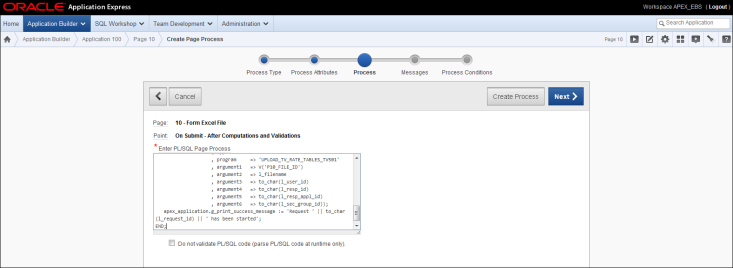 ORACLE Application Express
Workspace APEX_EBS (Logout)
Home Application Builder SQL Workshop Team Development Administration
Search Application
Application Builder Application 100 Page 10 Create Page Process
Page 10
Process Type Process Attributes Process Messages Process Conditions
Cancel Create Process Next
Page: 10 - Form Excel File
Point: On Submit - After Computations and Validations
* Enter PL/SQL Page Process
, program => 'UPLOAD_TV_RATE_TABLES_TV501'
, argument1 => V('P10_FILE_ID')
, argument2 => l_filename
, argument3 => to_char(l_user_id)
, argument4 => to_char(l_resp_id)
, argument5 => to_char(l_resp_appl_id)
, argument6 => to_char(l_sec_group_id));
apex_application.g_print_success_message := 'Request ' || to_char
(l_request_id) || ' has been started';
END;
Do not validate PL/SQL code (parse PL/SQL code at runtime only).